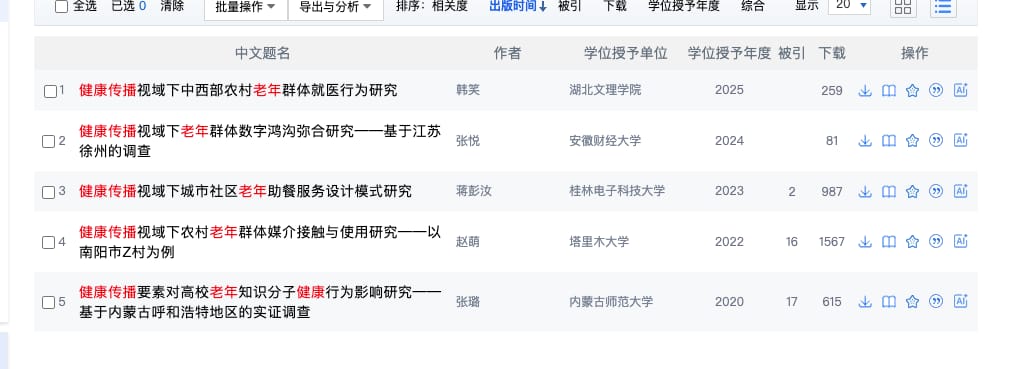 全选 已选 0 清除 批量操作 导出与分析 排序: 相关度 出版时间↓ 被引 下载 学位授予年度 综合 显示 20
中文题名 作者 学位授予单位 学位授予年度 被引 下载 操作
1 健康传播视域下中西部农村老年群体就医行为研究 韩笑 湖北文理学院 2025 259
2 健康传播视域下老年群体数字鸿沟弥合研究——基于江苏
徐州的调查 张悦 安徽财经大学 2024 81
3 健康传播视域下城市社区老年助餐服务设计模式研究 蒋彭汶 桂林电子科技大学 2023 2 987
4 健康传播视域下农村老年群体媒介接触与使用研究——以
南阳市Z村为例 赵萌 塔里木大学 2022 16 1567
5 健康传播要素对高校老年知识分子健康行为影响研究——
基于内蒙古呼和浩特地区的实证调查 张璐 内蒙古师范大学 2020 17 615